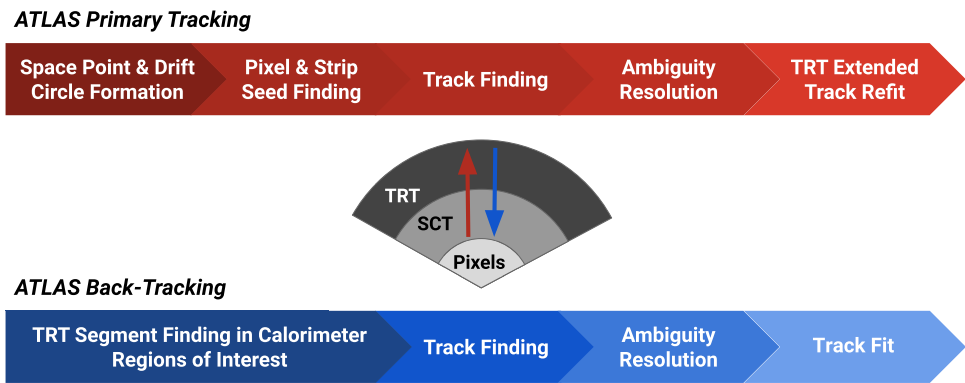 ATLAS Primary Tracking
Space Point & Drift
Circle Formation
Pixel & Strip
Seed Finding
Track Finding
Ambiguity
Resolution
TRT Extended
Track Refit
TRT
SCT
Pixels
ATLAS Back-Tracking
TRT Segment Finding in Calorimeter
Regions of Interest
Track Finding
Ambiguity
Resolution
Track Fit